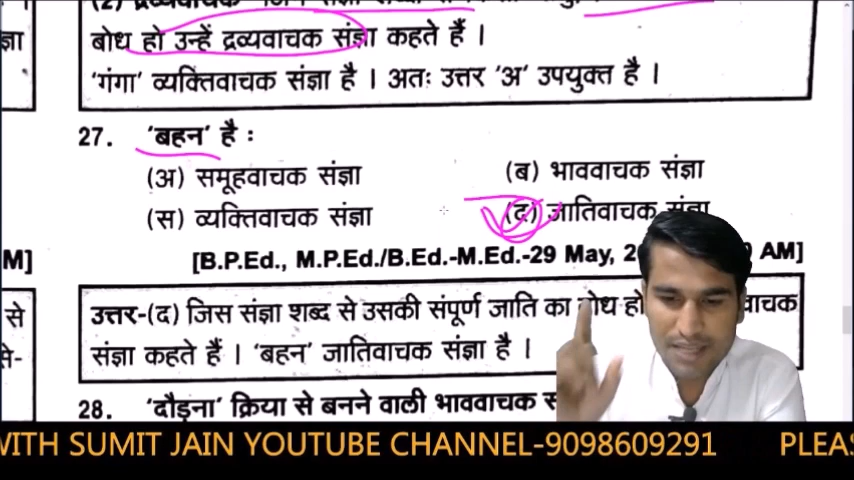 बोध हो उन्हें द्रव्यवाचक संज्ञा कहते हैं ।
ज्ञा
'गंगा' व्यक्तिवाचक संज्ञा है । अतः उत्तर 'अ' उपयुक्त है ।
27. 'बहन' है :
(अ) समूहवाचक संज्ञा (ब) भाववाचक संज्ञा
(स) व्यक्तिवाचक संज्ञा (द) जातिवाचक संज्ञा
M] [B.P.Ed., M.P.Ed./B.Ed.-M.Ed.-29 May, AM]
से उत्तर-(द) जिस संज्ञा शब्द से उसकी संपूर्ण जाति का बोध हो वाचक
से- संज्ञा कहते हैं । 'बहन' जातिवाचक संज्ञा है ।
28. 'दौड़ना' क्रिया से बनने वाली भाववाचक
WITH SUMIT JAIN YOUTUBE CHANNEL-9098609291 PLEAS